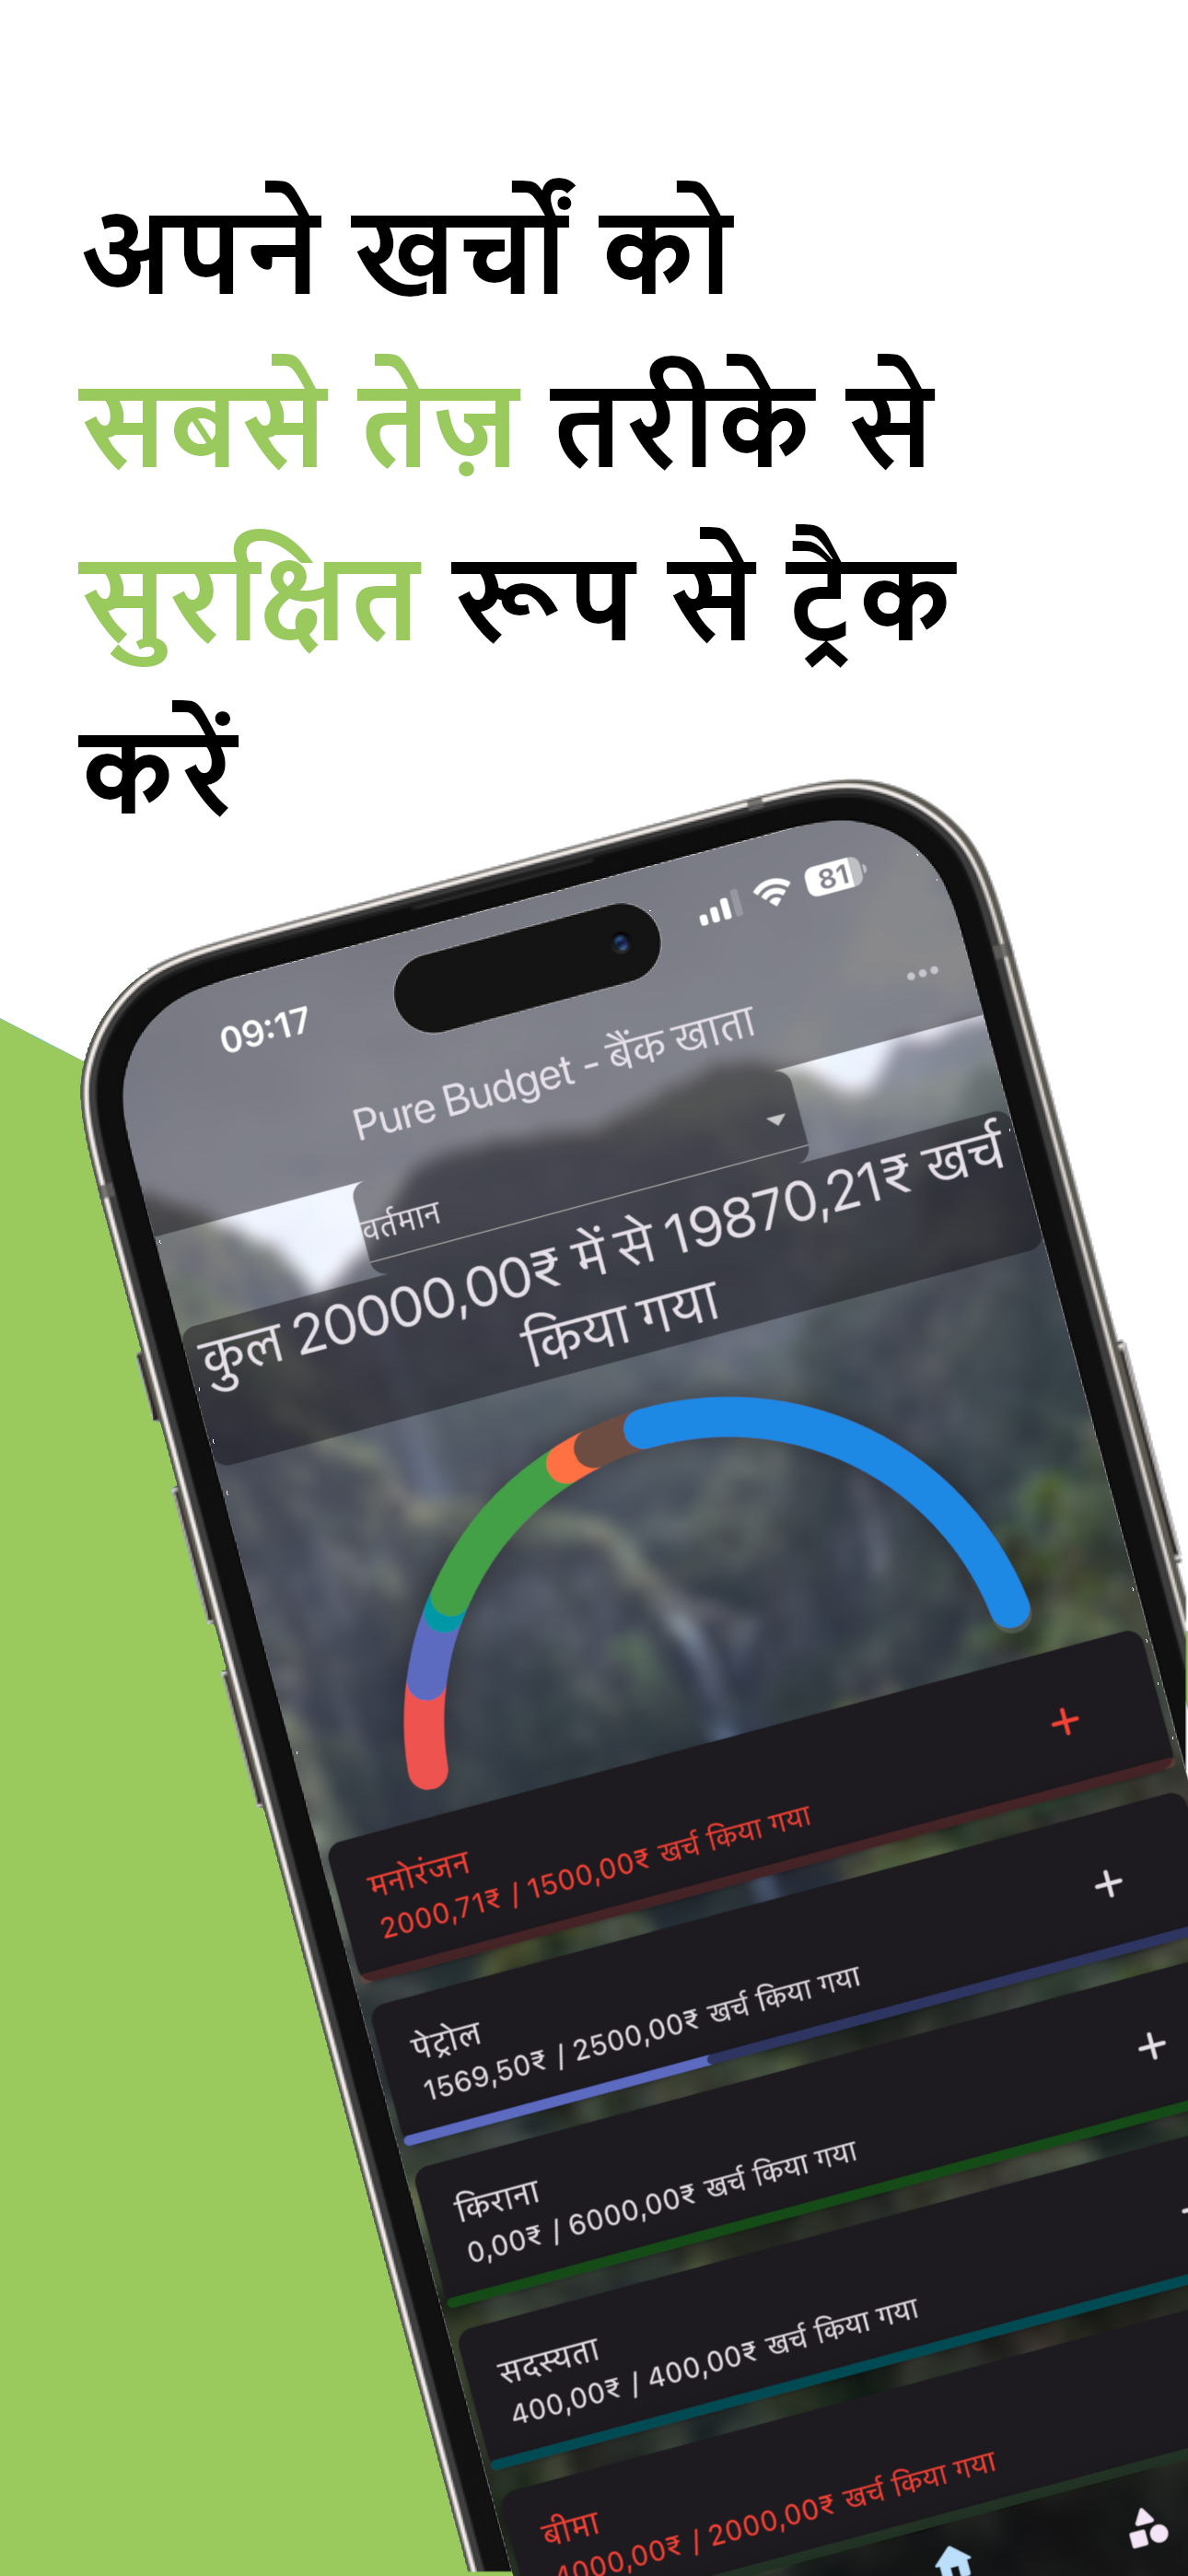 अपने खर्चों को
सबसे तेज़ तरीके से
सुरक्षित रूप से ट्रैक
करें
09:17
81
Pure Budget - बैंक खाता
वर्तमान
कुल 20000,00₹ में से 19870,21₹ खर्च
किया गया
मनोरंजन
2000,71₹ / 1500,00₹ खर्च किया गया
पेट्रोल
1569,50₹ / 2500,00₹ खर्च किया गया
किराना
0,00₹ / 6000,00₹ खर्च किया गया
सदस्यता
400,00₹ / 400,00₹ खर्च किया गया
बीमा
4000,00₹ / 2000,00₹ खर्च किया गया